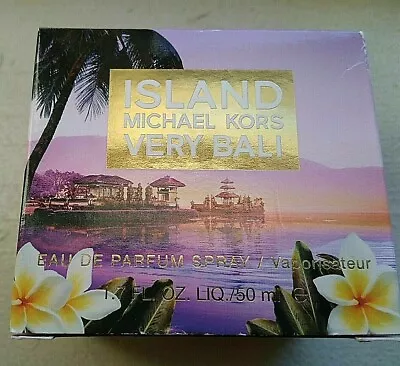 ISLAND
MICHAEL KORS
VERY BALI
EAU DE PARFUM SPRAY / Vaporisateur
FL. OZ. LIQ./50 ml ℮